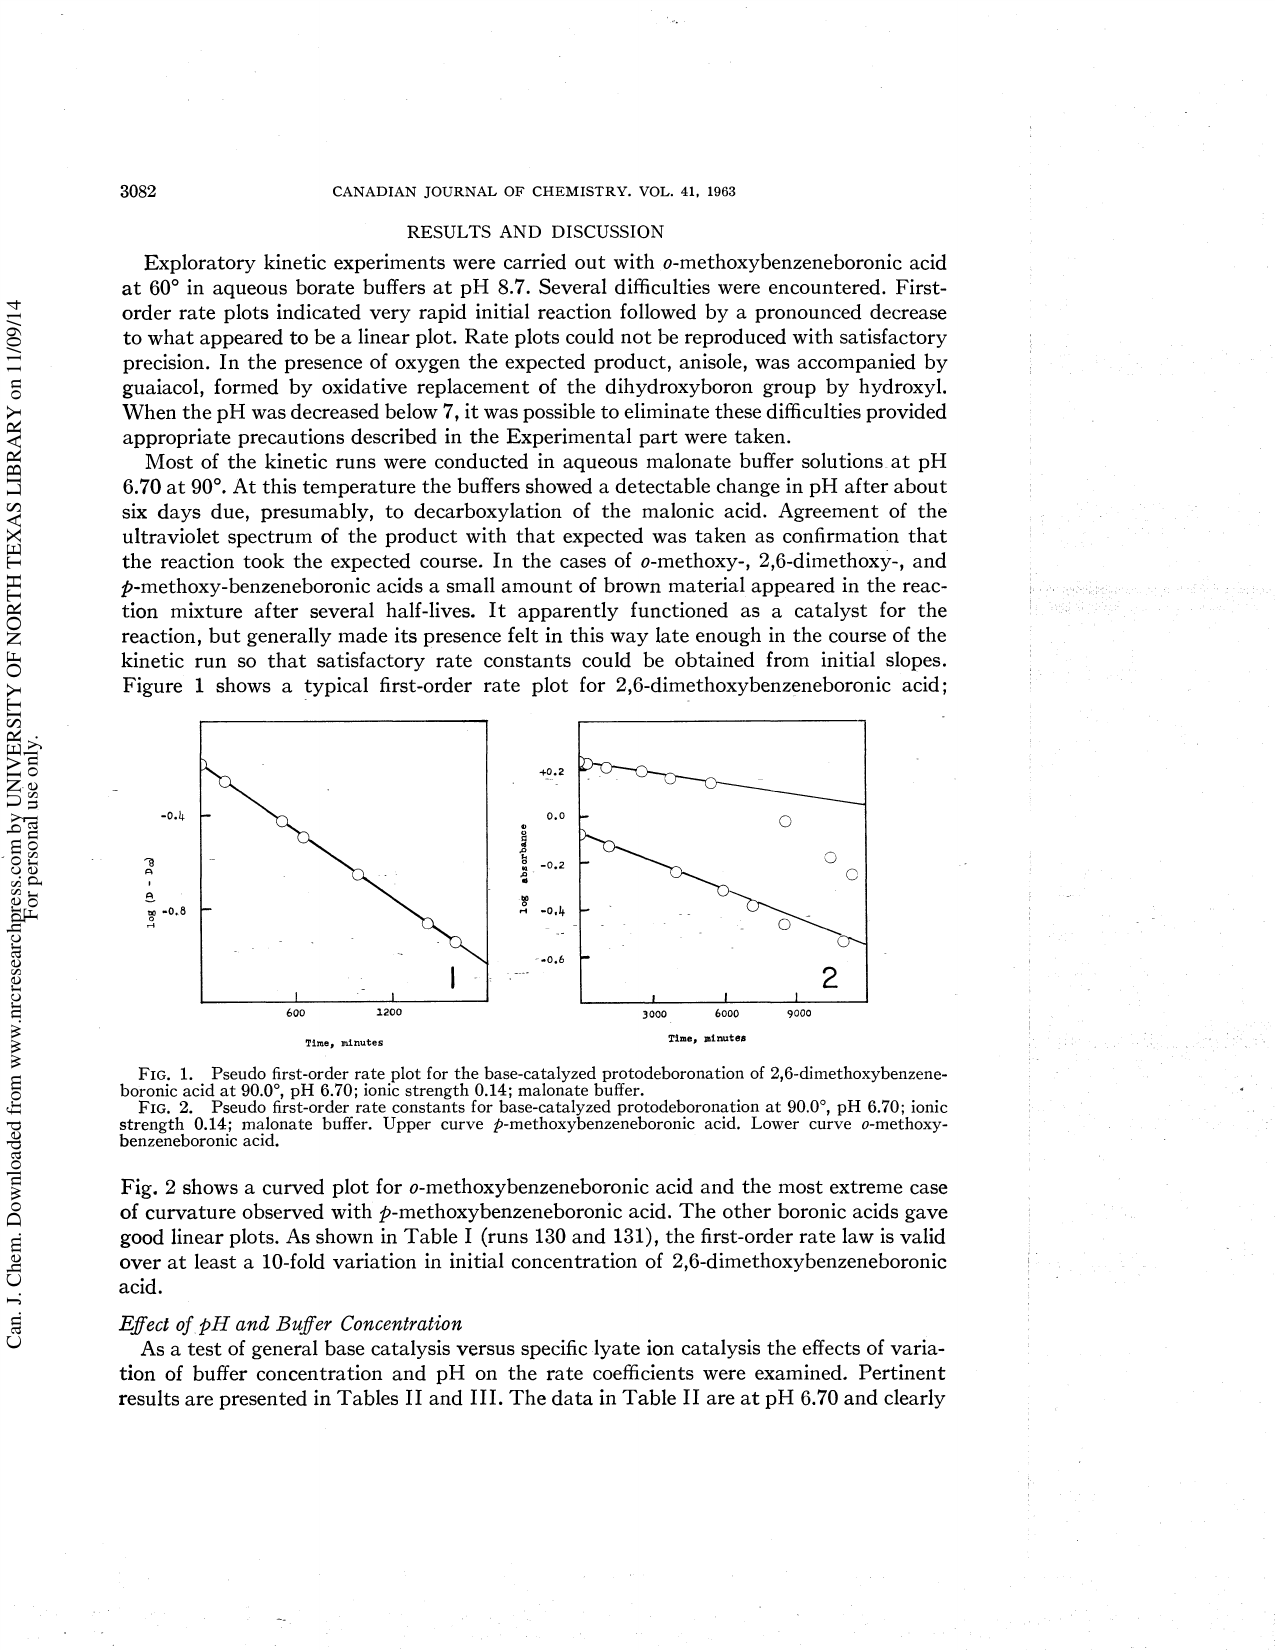 3082
CANADIAN JOURNAL OF CHEMISTRY. VOL. 41, 1963
RESULTS AND DISCUSSION
Exploratory kinetic experiments were carried out with o-methoxybenzeneboronic acid
at 60° in aqueous borate buffers at pH 8.7. Several difficulties were encountered. First-
order rate plots indicated very rapid initial reaction followed by a pronounced decrease
to what appeared to be a linear plot. Rate plots could not be reproduced with satisfactory
precision. In the presence of oxygen the expected product, anisole, was accompanied by
guaiacol, formed by oxidative replacement of the dihydroxyboron group by hydroxyl.
When the pH was decreased below 7, it was possible to eliminate these difficulties provided
appropriate precautions described in the Experimental part were taken.
Most of the kinetic runs were conducted in aqueous malonate buffer solutions at pH
6.70 at 90°. At this temperature the buffers showed a detectable change in pH after about
six days due, presumably, to decarboxylation of the malonic acid. Agreement of the
ultraviolet spectrum of the product with that expected was taken as confirmation that
the reaction took the expected course. In the cases of o-methoxy-, 2,6-dimethoxy-, and
p-methoxy-benzeneboronic acids a small amount of brown material appeared in the reac-
tion mixture after several half-lives. It apparently functioned as a catalyst for the
reaction, but generally made its presence felt in this way late enough in the course of the
kinetic run so that satisfactory rate constants could be obtained from initial slopes.
Figure 1 shows a typical first-order rate plot for 2,6-dimethoxybenzeneboronic acid;
-0.4
-0.8
log
600
1200
Time, minutes
1
+0.2
0.0
-0.2
-0.4
-0.6
log absorbance
3000
6000
9000
Time, minutes
2
FIG. 1. Pseudo first-order rate plot for the base-catalyzed protodeboronation of 2,6-dimethoxybenzene-
boronic acid at 90.0°, pH 6.70; ionic strength 0.14; malonate buffer.
FIG. 2. Pseudo first-order rate constants for base-catalyzed protodeboronation at 90.0°, pH 6.70; ionic
strength 0.14; malonate buffer. Upper curve p-methoxybenzeneboronic acid. Lower curve o-methoxy-
benzeneboronic acid.
Fig. 2 shows a curved plot for o-methoxybenzeneboronic acid and the most extreme case
of curvature observed with p-methoxybenzeneboronic acid. The other boronic acids gave
good linear plots. As shown in Table I (runs 130 and 131), the first-order rate law is valid
over at least a 10-fold variation in initial concentration of 2,6-dimethoxybenzeneboronic
acid.
Effect of pH and Buffer Concentration
As a test of general base catalysis versus specific lyate ion catalysis the effects of varia-
tion of buffer concentration and pH on the rate coefficients were examined. Pertinent
results are presented in Tables II and III. The data in Table II are at pH 6.70 and clearly
Can. J. Chem. Downloaded from www.nrcresearchpress.com by UNIVERSITY OF NORTH TEXAS LIBRARY on 11/09/14
For personal use only.